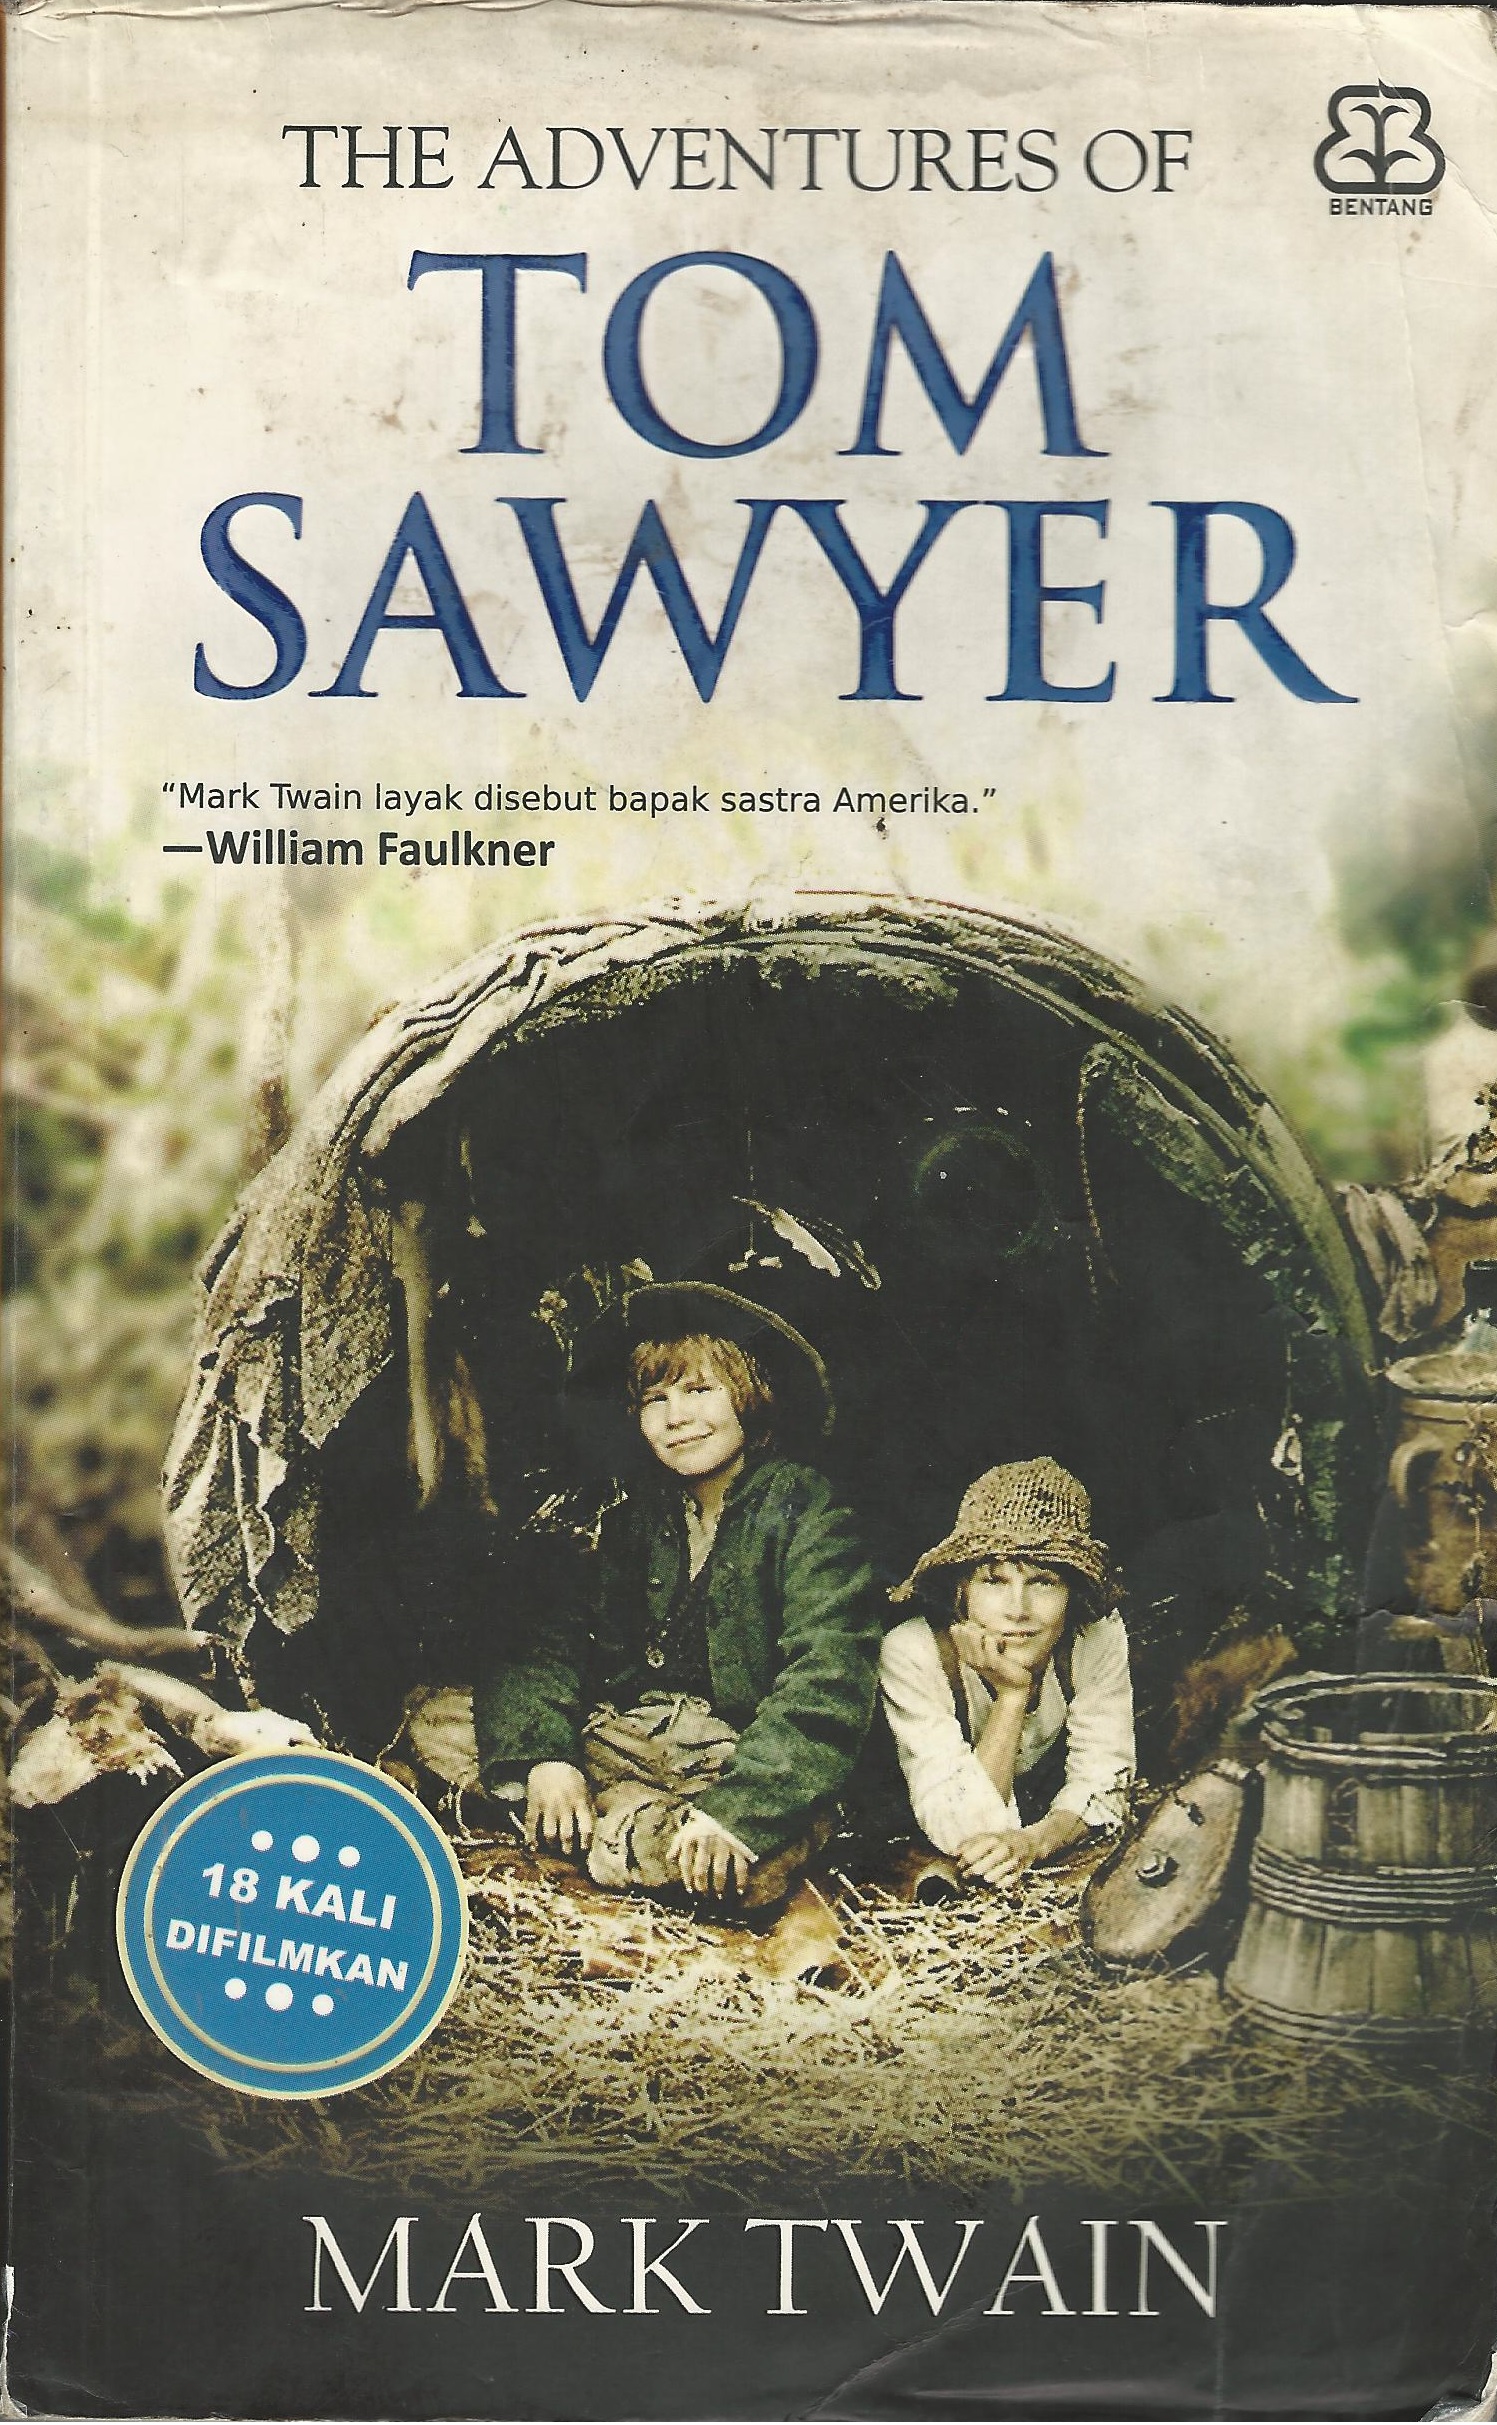 THE ADVENTURES OF
BENTANG
TOM
SAWYER
“Mark Twain layak disebut bapak sastra Amerika.”
—William Faulkner
18 KALI
DIFILMKAN
MARK TWAIN